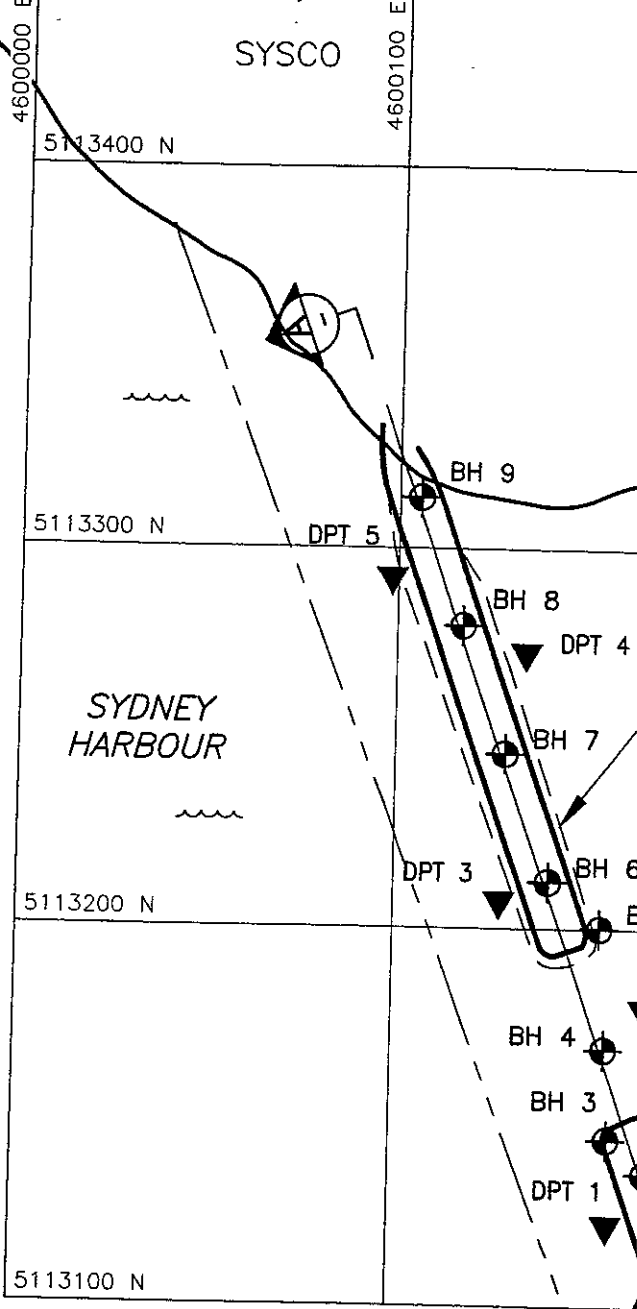 4600000 E
SYSCO
4600100 E
5113400 N
A
-
BH 9
5113300 N
DPT 5
BH 8
DPT 4
SYDNEY
HARBOUR
BH 7
DPT 3
BH 6
5113200 N
B
BH 4
BH 3
DPT 1
5113100 N